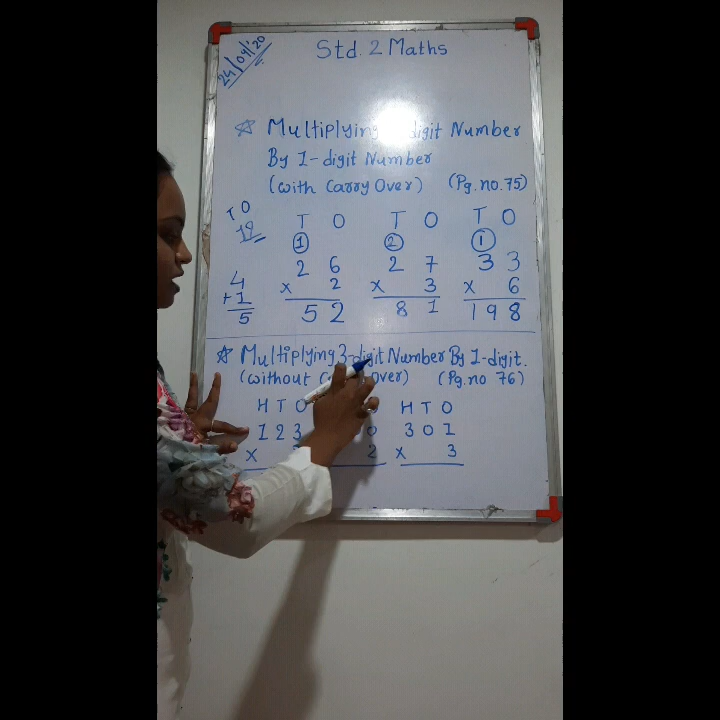 24/09/'20
Std. 2 Maths
Multiplying digit Number
By 1-digit Number
(with Carry Over) (Pg. no. 75)
T O
18
T O T O T O
1 2 1
2 6 2 7 3 3
4 x 2 x 3 x 6
+1
5 5 2 8 1 1 9 8
Multiplying 3-digit Number By 1-digit.
(without Over) (Pg. no 76)
H T O H T O
1 2 3 0 3 0 1
x 2 x 3